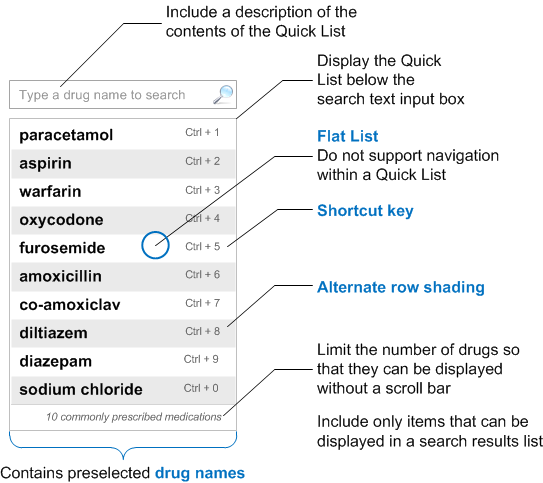 Include a description of the
contents of the Quick List
Type a drug name to search
Display the Quick
List below the
search text input box
paracetamol Ctrl + 1
aspirin Ctrl + 2
warfarin Ctrl + 3
oxycodone Ctrl + 4
furosemide Ctrl + 5
amoxicillin Ctrl + 6
co-amoxiclav Ctrl + 7
diltiazem Ctrl + 8
diazepam Ctrl + 9
sodium chloride Ctrl + 0
10 commonly prescribed medications
Flat List
Do not support navigation
within a Quick List
Shortcut key
Alternate row shading
Limit the number of drugs so
that they can be displayed
without a scroll bar
Include only items that can be
displayed in a search results list
Contains preselected drug names